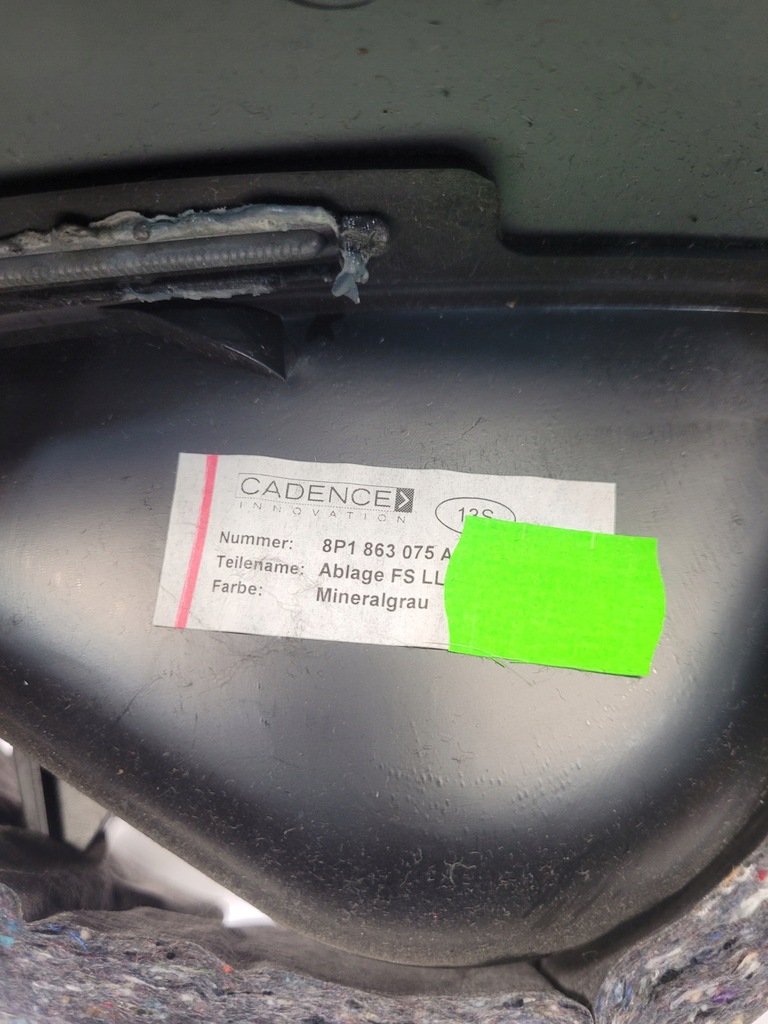 CADENCE
INNOVATION
13S
Nummer: 8P1 863 075 A
Teilename: Ablage FS LL
Farbe: Mineralgrau